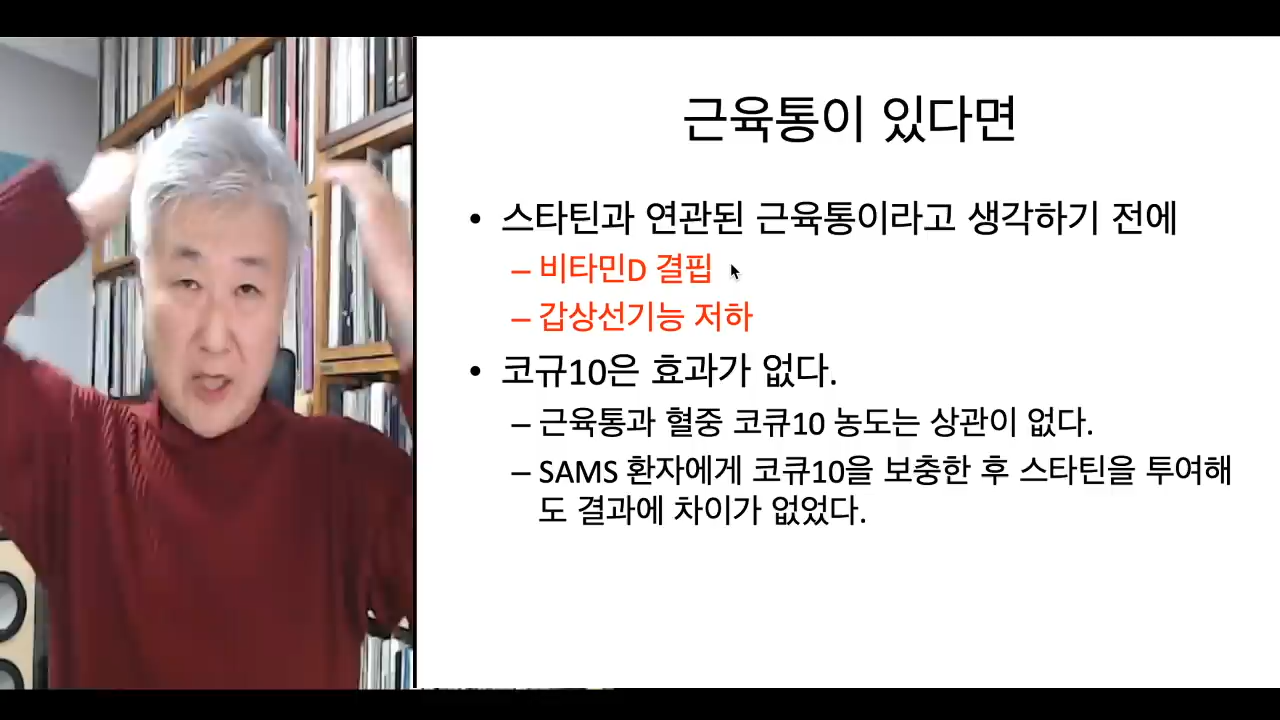 근육통이 있다면
• 스타틴과 연관된 근육통이라고 생각하기 전에
– 비타민D 결핍
– 갑상선기능 저하
• 코규10은 효과가 없다.
– 근육통과 혈중 코큐10 농도는 상관이 없다.
– SAMS 환자에게 코큐10을 보충한 후 스타틴을 투여해
도 결과에 차이가 없었다.